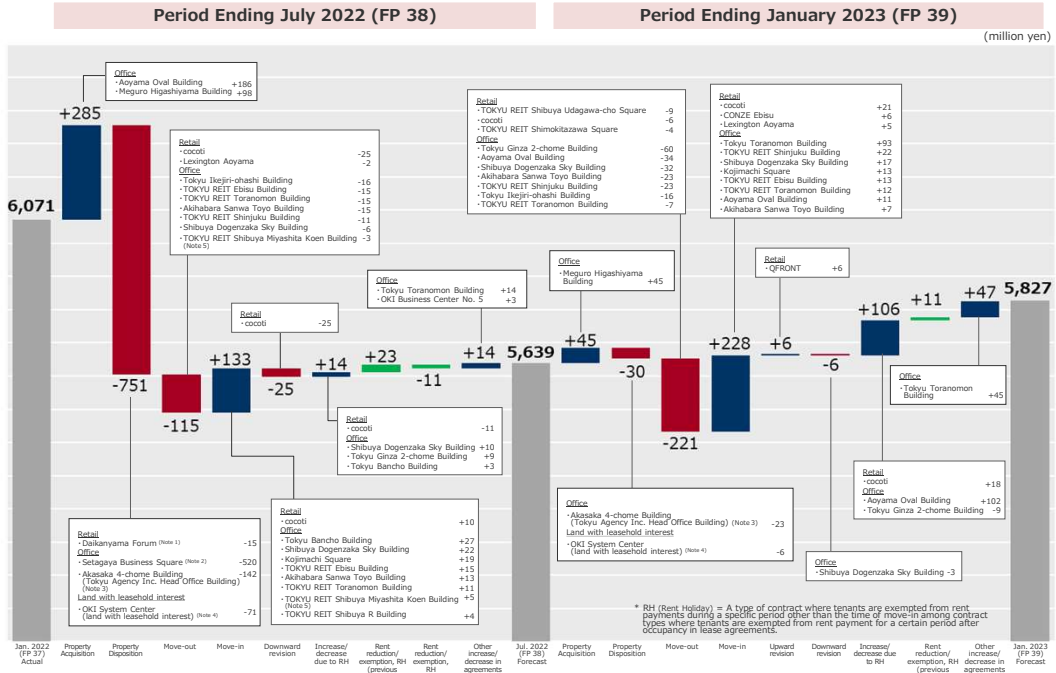 Period Ending July 2022 (FP 38)
Period Ending January 2023 (FP 39)
(million yen)
6,071
+285
-751
-115
+133
-25
+14
+23
-11
+14
5,639
+45
-30
-221
+228
+6
-6
+106
+11
+47
5,827
Office
・Aoyama Oval Building +186
・Meguro Higashiyama Building +98
Retail
・cocoti -25
・Lexington Aoyama -2
Office
・Tokyu Ikejiri-ohashi Building -16
・TOKYU REIT Ebisu Building -15
・TOKYU REIT Toranomon Building -15
・Akihabara Sanwa Toyo Building -15
・TOKYU REIT Shinjuku Building -11
・Shibuya Dogenzaka Sky Building -6
・TOKYU REIT Shibuya Miyashita Koen Building -3
(Note 5)
Retail
・cocoti -25
Office
・Tokyu Toranomon Building +14
・OKI Business Center No. 5 +3
Retail
・cocoti -11
Office
・Shibuya Dogenzaka Sky Building +10
・Tokyu Ginza 2-chome Building +9
・Tokyu Bancho Building +3
Retail
・Daikanyama Forum (Note 1) -15
Office
・Setagaya Business Square (Note 2) -520
・Akasaka 4-chome Building -142
(Tokyu Agency Inc. Head Office Building)
(Note 3)
Land with leasehold interest
・OKI System Center
(land with leasehold interest) (Note 4) -71
Retail
・cocoti +10
Office
・Tokyu Bancho Building +27
・Shibuya Dogenzaka Sky Building +22
・Kojimachi Square +19
・TOKYU REIT Ebisu Building +15
・Akihabara Sanwa Toyo Building +13
・TOKYU REIT Toranomon Building +11
・TOKYU REIT Shibuya Miyashita Koen Building +5
(Note 5)
・TOKYU REIT Shibuya R Building +4
Retail
・TOKYU REIT Shibuya Udagawa-cho Square -9
・cocoti -6
・TOKYU REIT Shimokitazawa Square -4
Office
・Tokyu Ginza 2-chome Building -60
・Aoyama Oval Building -34
・Shibuya Dogenzaka Sky Building -32
・Akihabara Sanwa Toyo Building -23
・TOKYU REIT Shinjuku Building -23
・Tokyu Ikejiri-ohashi Building -16
・TOKYU REIT Toranomon Building -7
Retail
・cocoti +21
・CONZE Ebisu +6
・Lexington Aoyama +5
Office
・Tokyu Toranomon Building +93
・TOKYU REIT Shinjuku Building +22
・Shibuya Dogenzaka Sky Building +17
・Kojimachi Square +13
・TOKYU REIT Ebisu Building +13
・TOKYU REIT Toranomon Building +12
・Aoyama Oval Building +11
・Akihabara Sanwa Toyo Building +7
Office
・Meguro Higashiyama
Building +45
Retail
・QFRONT +6
Office
・Tokyu Toranomon
Building +45
Office
・Akasaka 4-chome Building
(Tokyu Agency Inc. Head Office Building) (Note 3) -23
Land with leasehold interest
・OKI System Center
(land with leasehold interest) (Note 4) -6
Retail
・cocoti +18
Office
・Aoyama Oval Building +102
・Tokyu Ginza 2-chome Building -9
Office
・Shibuya Dogenzaka Sky Building -3
* RH (Rent Holiday) = A type of contract where tenants are exempted from rent
payments during a specific period other than the time of move-in among contract
types where tenants are exempted from rent payment for a certain period after
occupancy in lease agreements.
Jan. 2022
(FP 37)
Actual
Property
Acquisition
Property
Disposition
Move-out
Move-in
Downward
revision
Increase/
decrease
due to RH
Rent
reduction/
exemption, RH
(previous
Rent
reduction/
exemption,
RH
Other
increase/
decrease in
agreements
Jul. 2022
(FP 38)
Forecast
Property
Acquisition
Property
Disposition
Move-out
Move-in
Upward
revision
Downward
revision
Increase/
decrease due
to RH
Rent
reduction/
exemption, RH
(previous
Other
increase/
decrease in
agreements
Jan. 2023
(FP 39)
Forecast